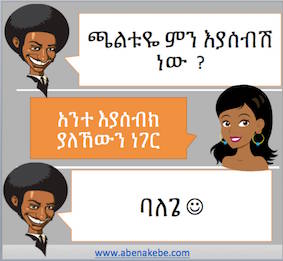 ጫልቱዬ ምን እያሰብሽ
ነው ?
አንተ እያሰብክ
ያለኸውን ነገር
ባለጌ ☺
www.abenakebe.com